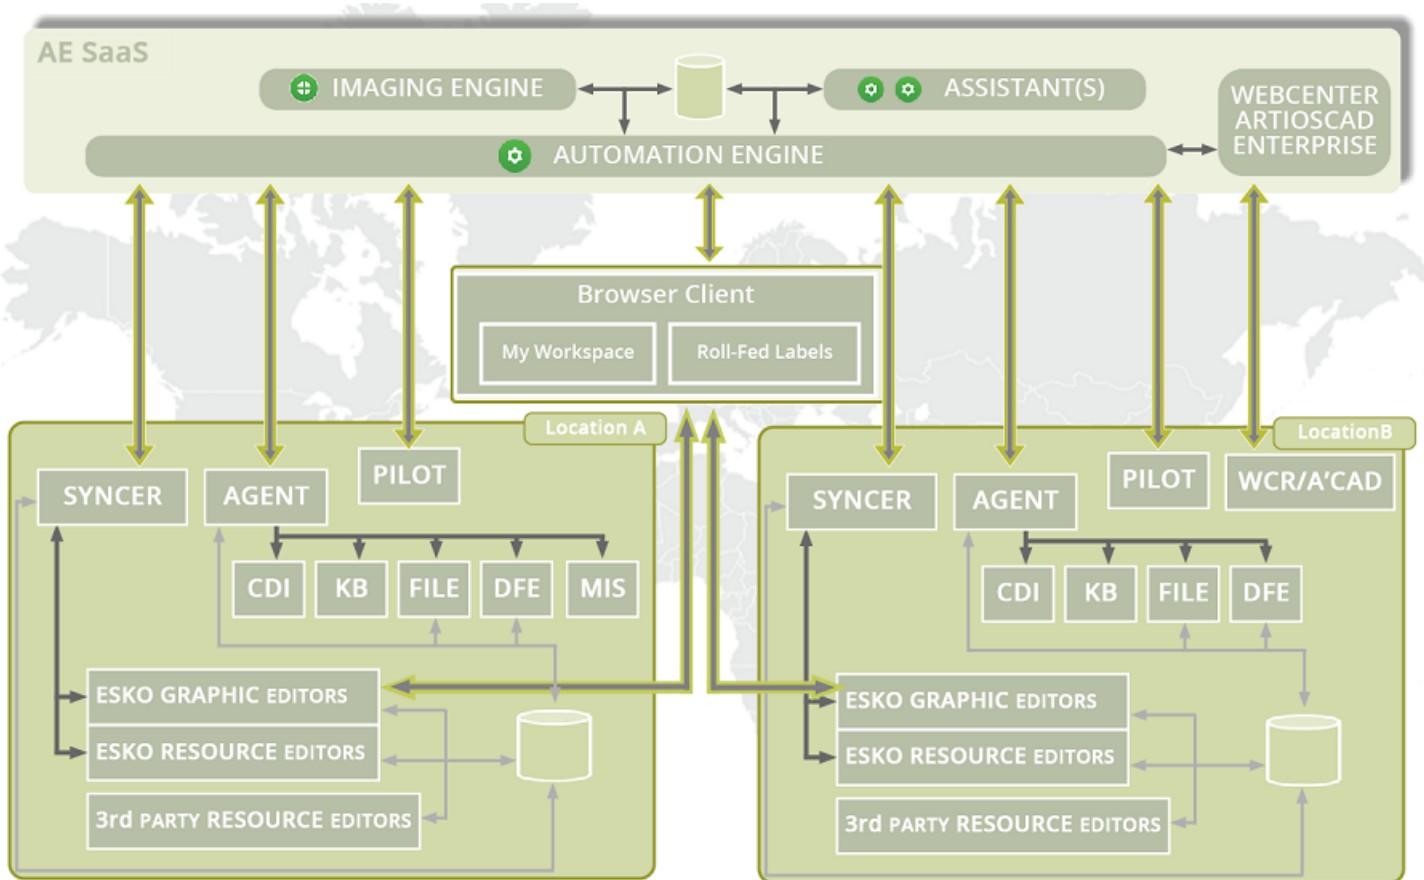 AE SaaS
IMAGING ENGINE
ASSISTANT(S)
WEBCENTER
ARTIOSCAD
ENTERPRISE
AUTOMATION ENGINE
Browser Client
My Workspace
Roll-Fed Labels
Location A
SYNCER
AGENT
PILOT
CDI
KB
FILE
DFE
MIS
ESKO GRAPHIC EDITORS
ESKO RESOURCE EDITORS
3rd PARTY RESOURCE EDITORS
LocationB
SYNCER
AGENT
PILOT
WCR/A'CAD
CDI
KB
FILE
DFE
ESKO GRAPHIC EDITORS
ESKO RESOURCE EDITORS
3rd PARTY RESOURCE EDITORS